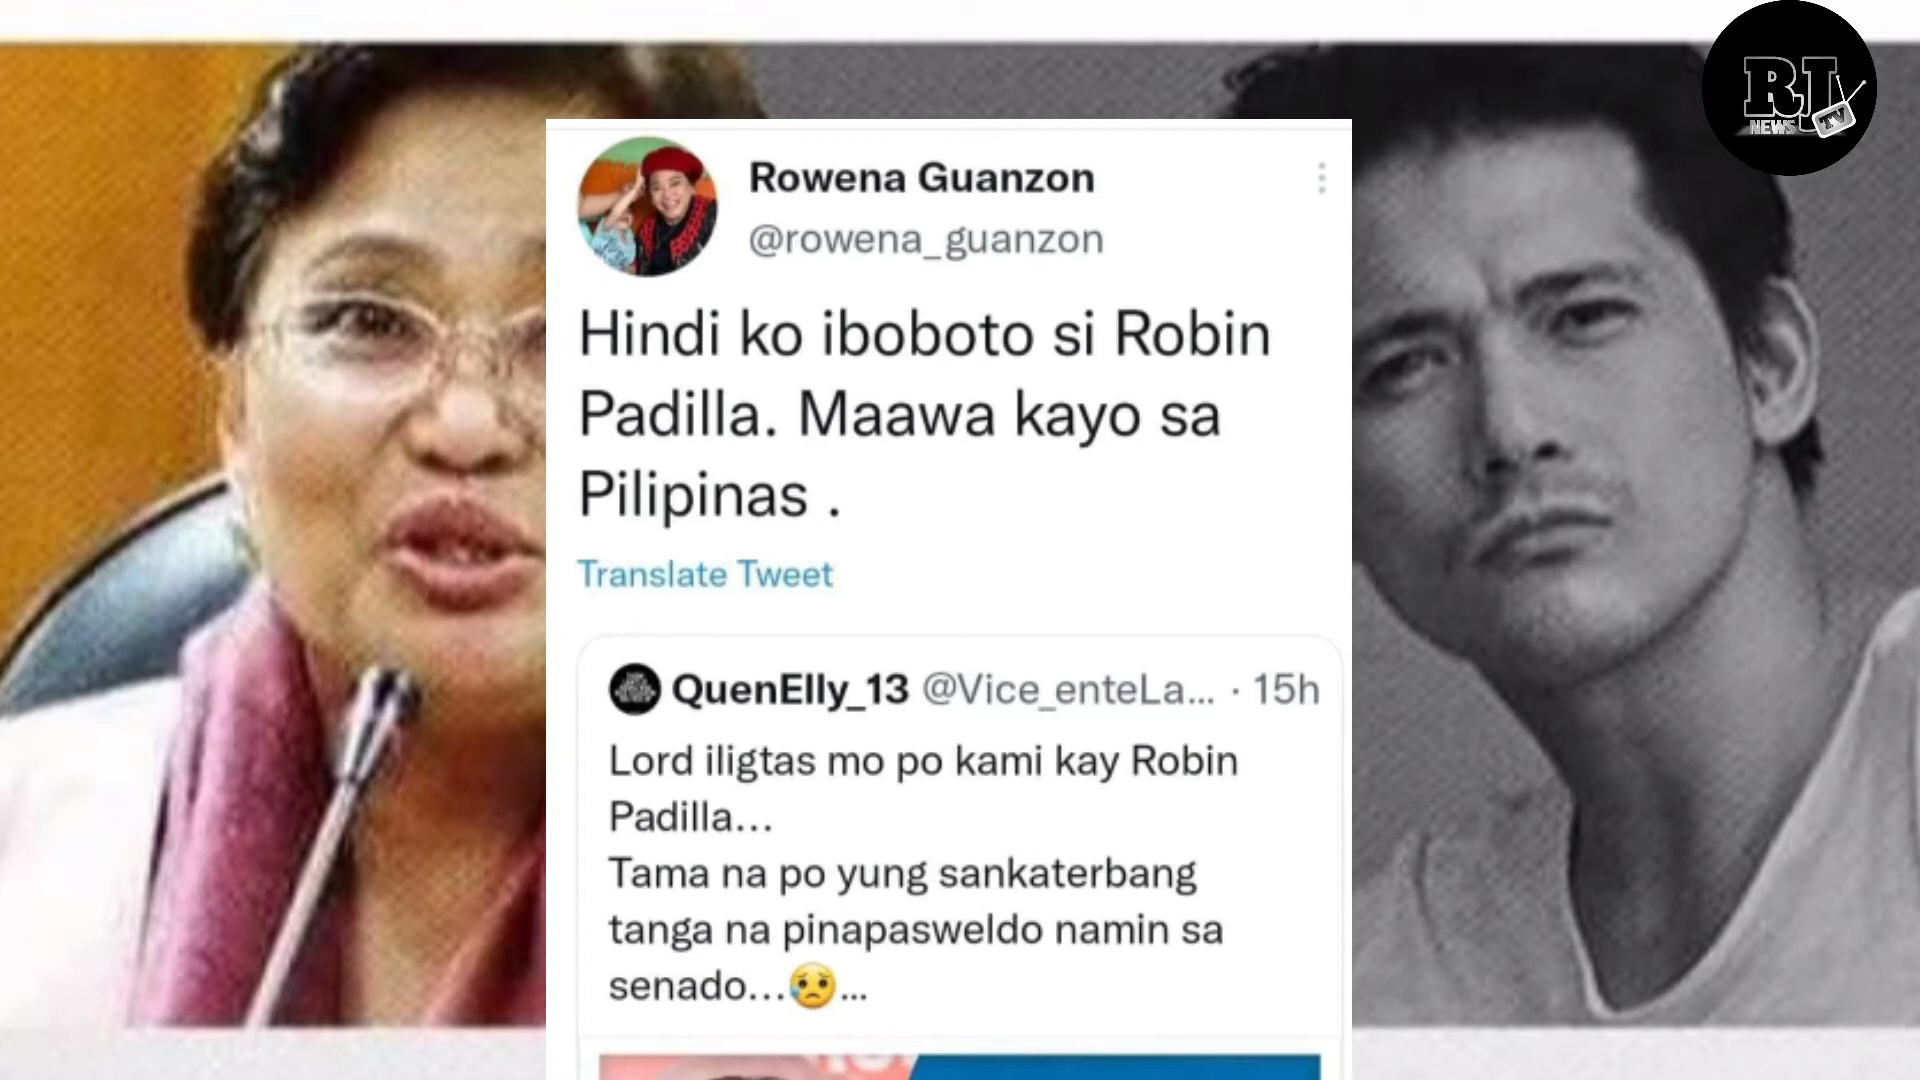 RJ
NEWS TV
Rowena Guanzon
@rowena_guanzon
Hindi ko iboboto si Robin
Padilla. Maawa kayo sa
Pilipinas .
Translate Tweet
QuenElly_13 @Vice_enteLa... · 15h
Lord iligtas mo po kami kay Robin
Padilla...
Tama na po yung sankaterbang
tanga na pinapasweldo namin sa
senado...😥...